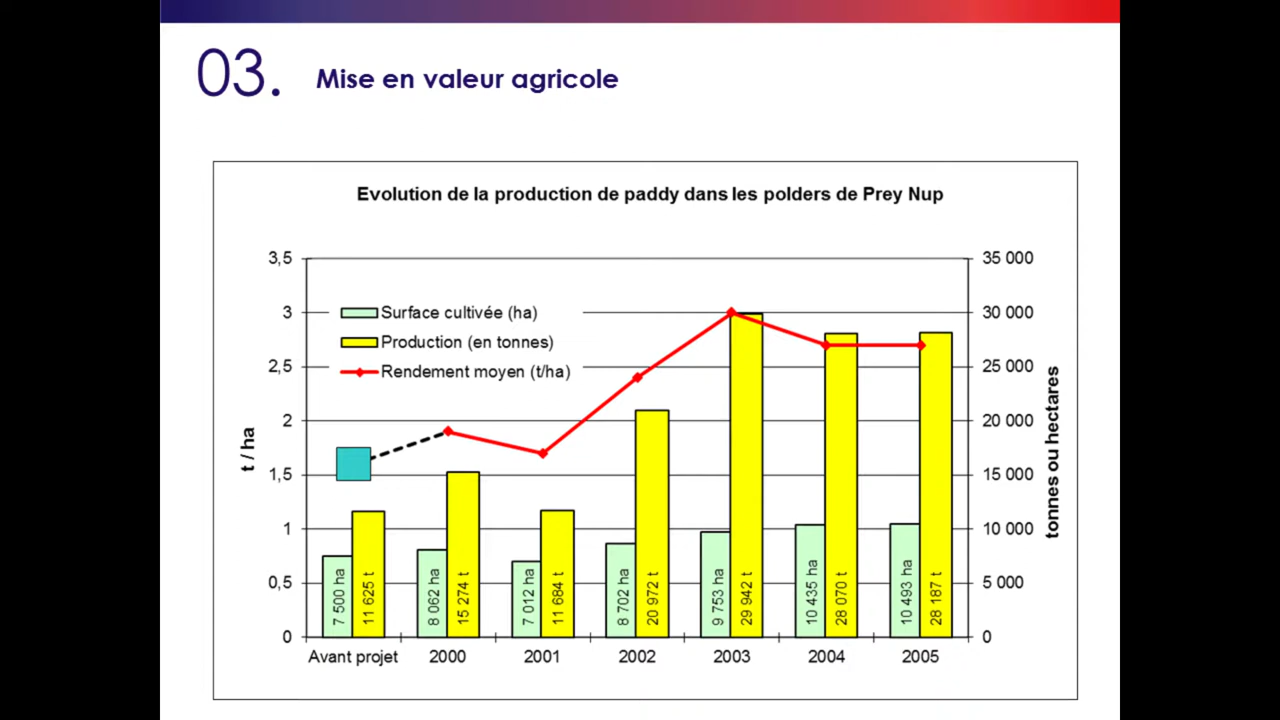 03.
Mise en valeur agricole
Evolution de la production de paddy dans les polders de Prey Nup
t / ha
3,5
3
2,5
2
1,5
1
0,5
0
Surface cultivée (ha)
Production (en tonnes)
Rendement moyen (t/ha)
7 500 ha
11 625 t
8 062 ha
15 274 t
7 012 ha
11 684 t
8 702 ha
20 972 t
9 753 ha
29 942 t
10 435 ha
28 070 t
10 493 ha
28 187 t
35 000
30 000
25 000
20 000
15 000
10 000
5 000
0
tonnes ou hectares
Avant projet 2000 2001 2002 2003 2004 2005